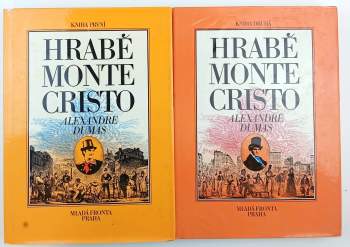 KNIHA PRVNÍ
HRABĚ
MONTE
CRISTO
ALEXANDRE
DUMAS
MLADÁ FRONTA
PRAHA
KNIHA DRUHÁ
HRABĚ
MONTE
CRISTO
ALEXANDRE
DUMAS
MLADÁ FRONTA
PRAHA